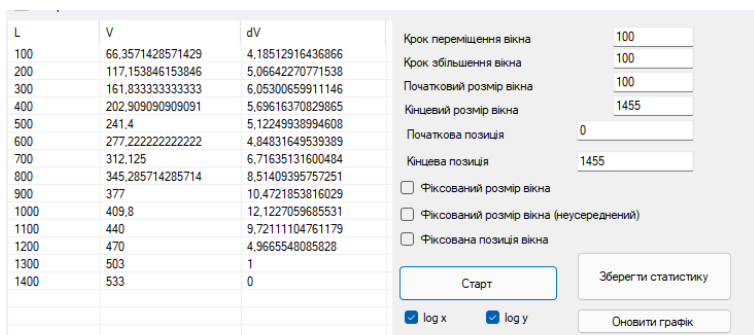 L V dV
100 66,3571428571429 4,18512916436866
200 117,153846153846 5,06642270771538
300 161,833333333333 6,05300659911146
400 202,909090909091 5,69616370829865
500 241,4 5,12249938994608
600 277,222222222222 4,84831649539389
700 312,125 6,71635131600484
800 345,285714285714 8,51409395757251
900 377 10,4721853816029
1000 409,8 12,1227059685531
1100 440 9,72111104761179
1200 470 4,9665548085828
1300 503 1
1400 533 0
Крок переміщення вікна 100
Крок збільшення вікна 100
Початковий розмір вікна 100
Кінцевий розмір вікна 1455
Початкова позиція 0
Кінцева позиція 1455
Фіксований розмір вікна
Фіксований розмір вікна (неусереднений)
Фіксована позиція вікна
Старт Зберегти статистику
log x log y Оновити графік